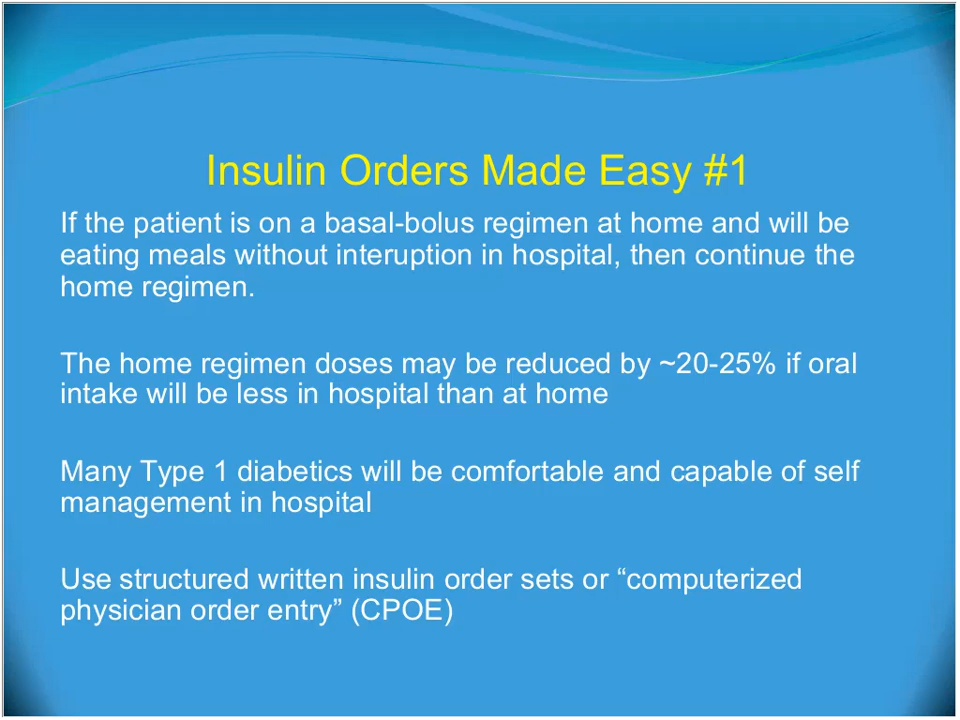 Insulin Orders Made Easy #1
If the patient is on a basal-bolus regimen at home and will be
eating meals without interuption in hospital, then continue the
home regimen.
The home regimen doses may be reduced by ~20-25% if oral
intake will be less in hospital than at home
Many Type 1 diabetics will be comfortable and capable of self
management in hospital
Use structured written insulin order sets or “computerized
physician order entry” (CPOE)